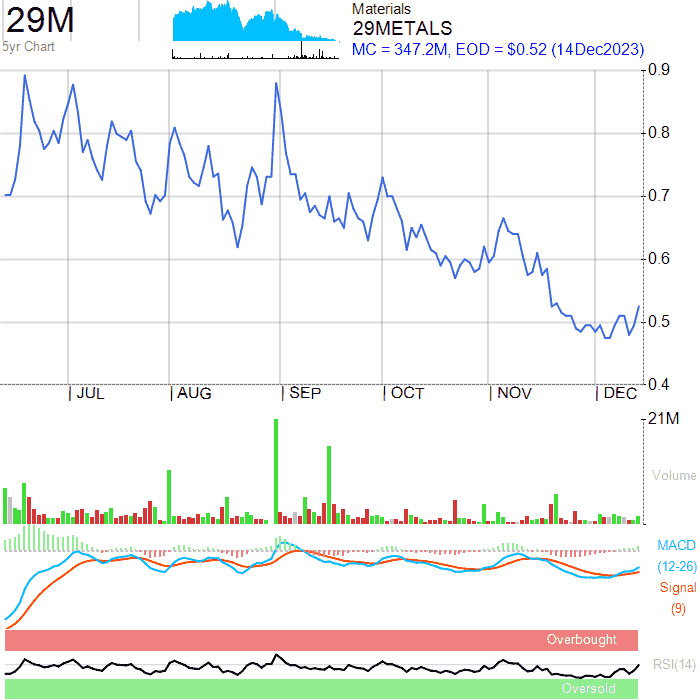 29M
5yr Chart
Materials
29METALS
MC = 347.2M, EOD = $0.52 (14Dec2023)
0.9
0.8
0.7
0.6
0.5
0.4
JUL AUG SEP OCT NOV DEC
21M
Volume
MACD
(12-26)
Signal
(9)
Overbought
RSI(14)
Oversold